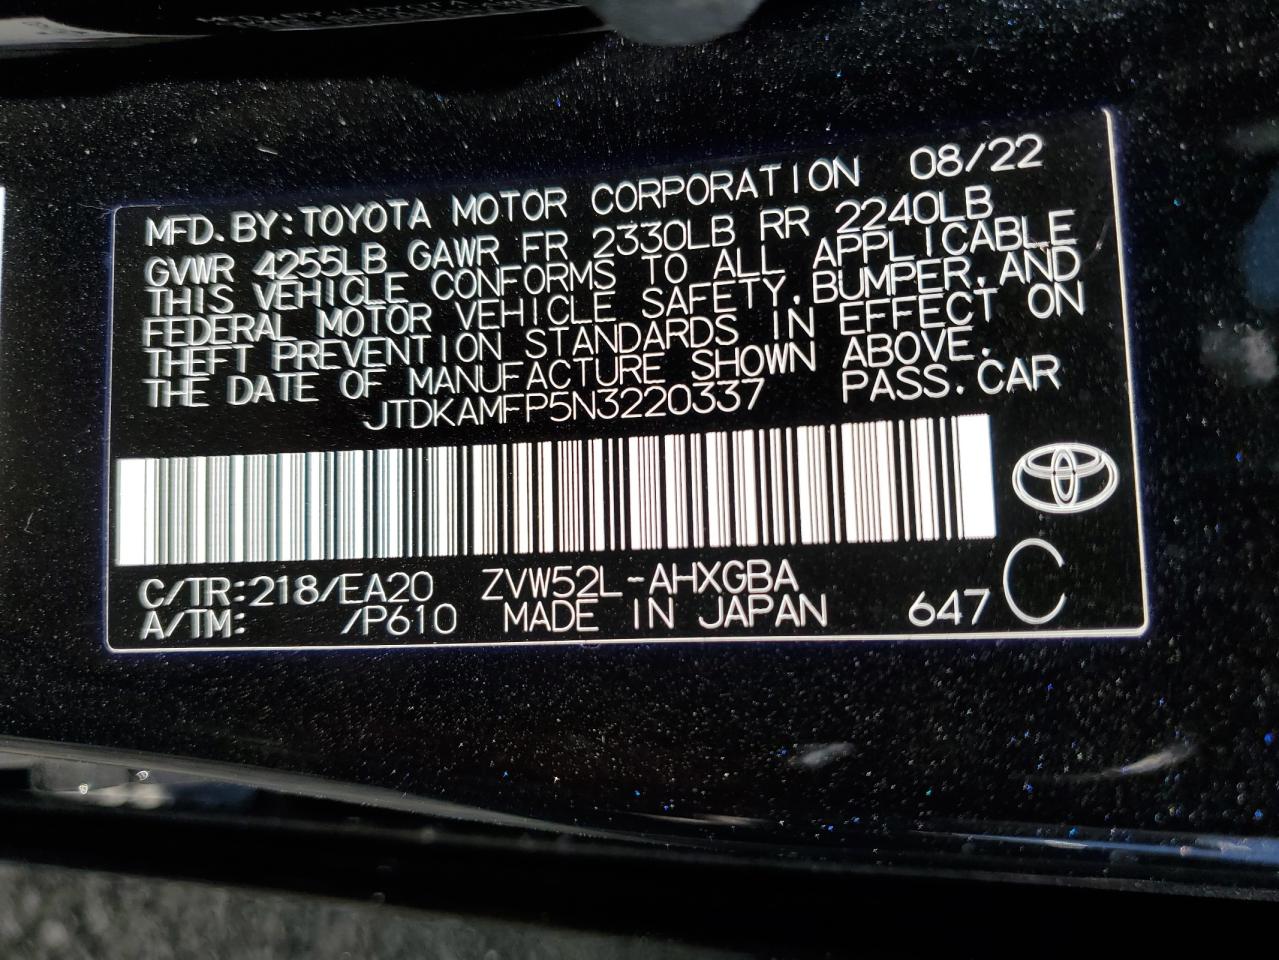 MFD. BY: TOYOTA MOTOR CORPORATION 08/22
GVWR 4255LB GAWR FR 2330LB RR 2240LB
THIS VEHICLE CONFORMS TO ALL APPLICABLE
FEDERAL MOTOR VEHICLE SAFETY, BUMPER, AND
THEFT PREVENTION STANDARDS IN EFFECT ON
THE DATE OF MANUFACTURE SHOWN ABOVE.
JTDKAMFP5N3220337 PASS. CAR
C/TR: 218/EA20 ZVW52L-AHXGBA
A/TM: /P610 MADE IN JAPAN 647 C